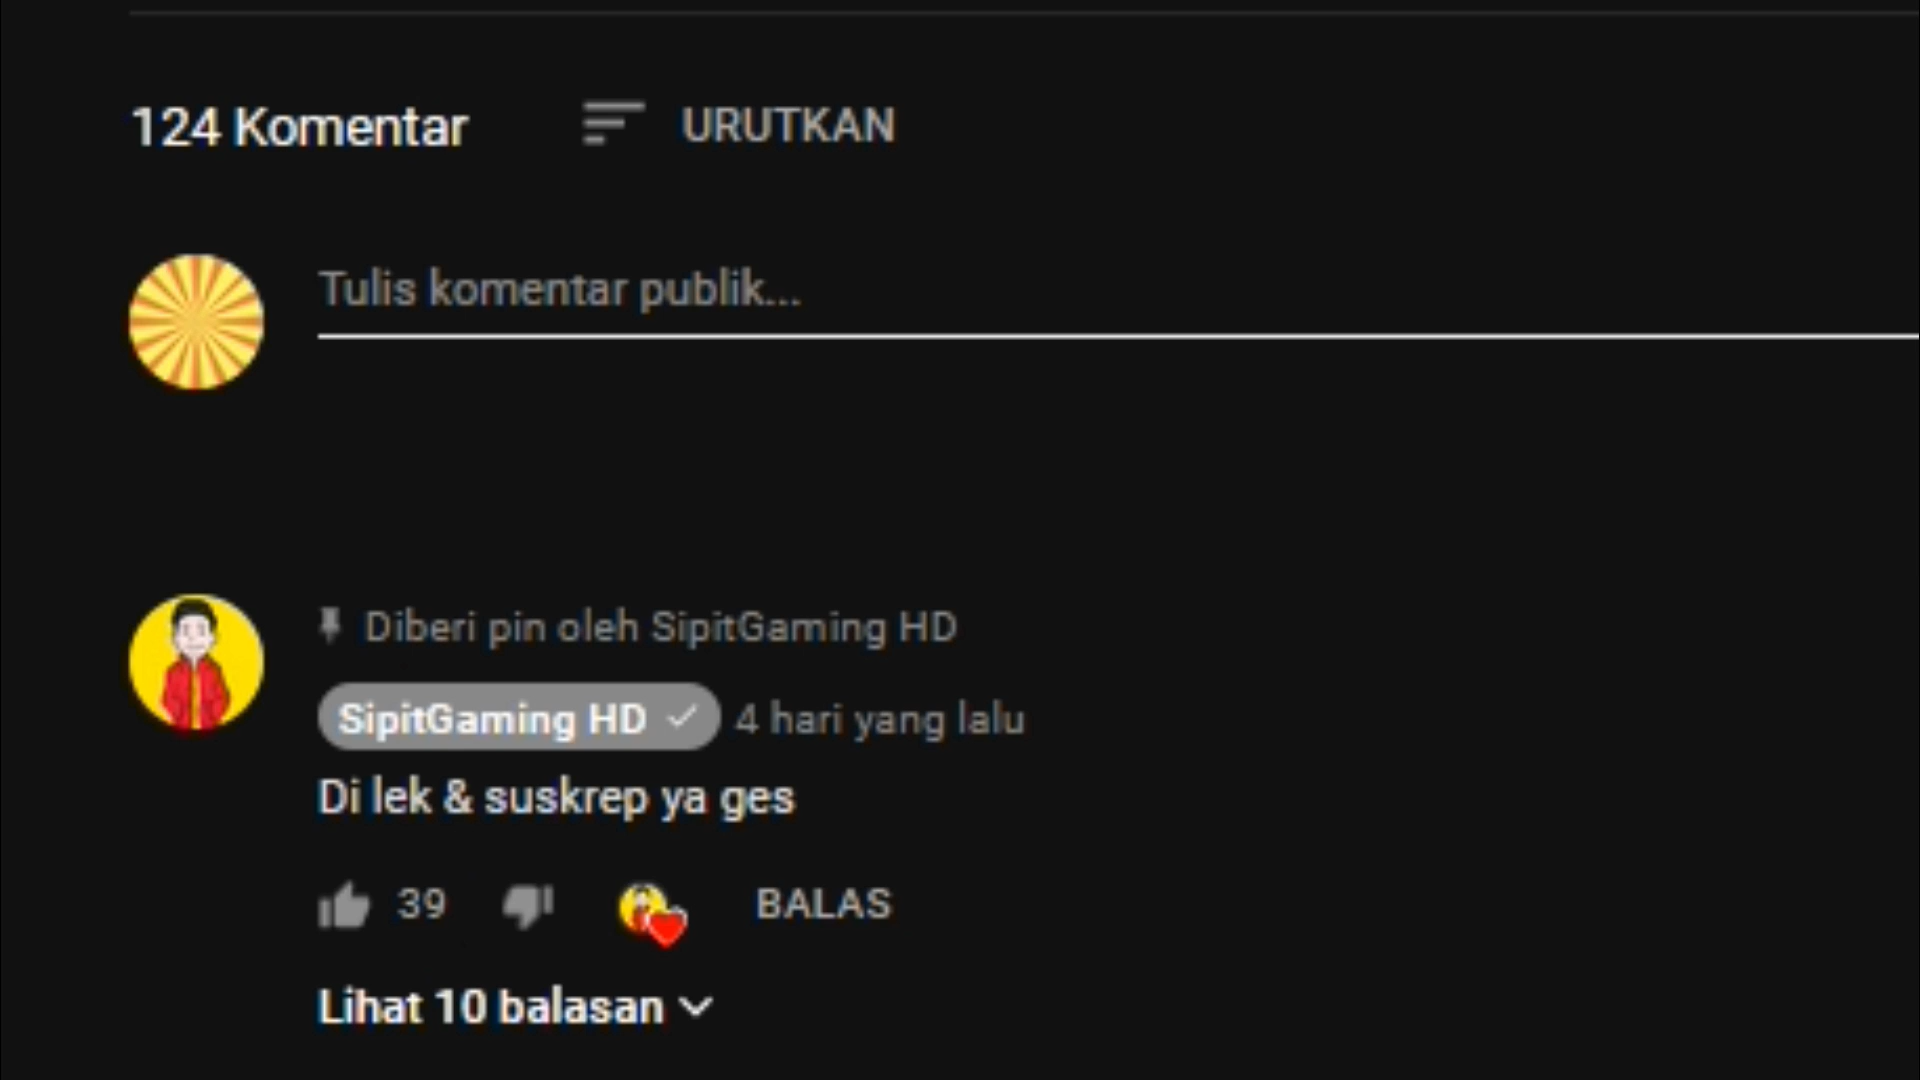 124 Komentar
URUTKAN
Tulis komentar publik...
Diberi pin oleh SipitGaming HD
SipitGaming HD 4 hari yang lalu
Di lek & suskrep ya ges
39 BALAS
Lihat 10 balasan